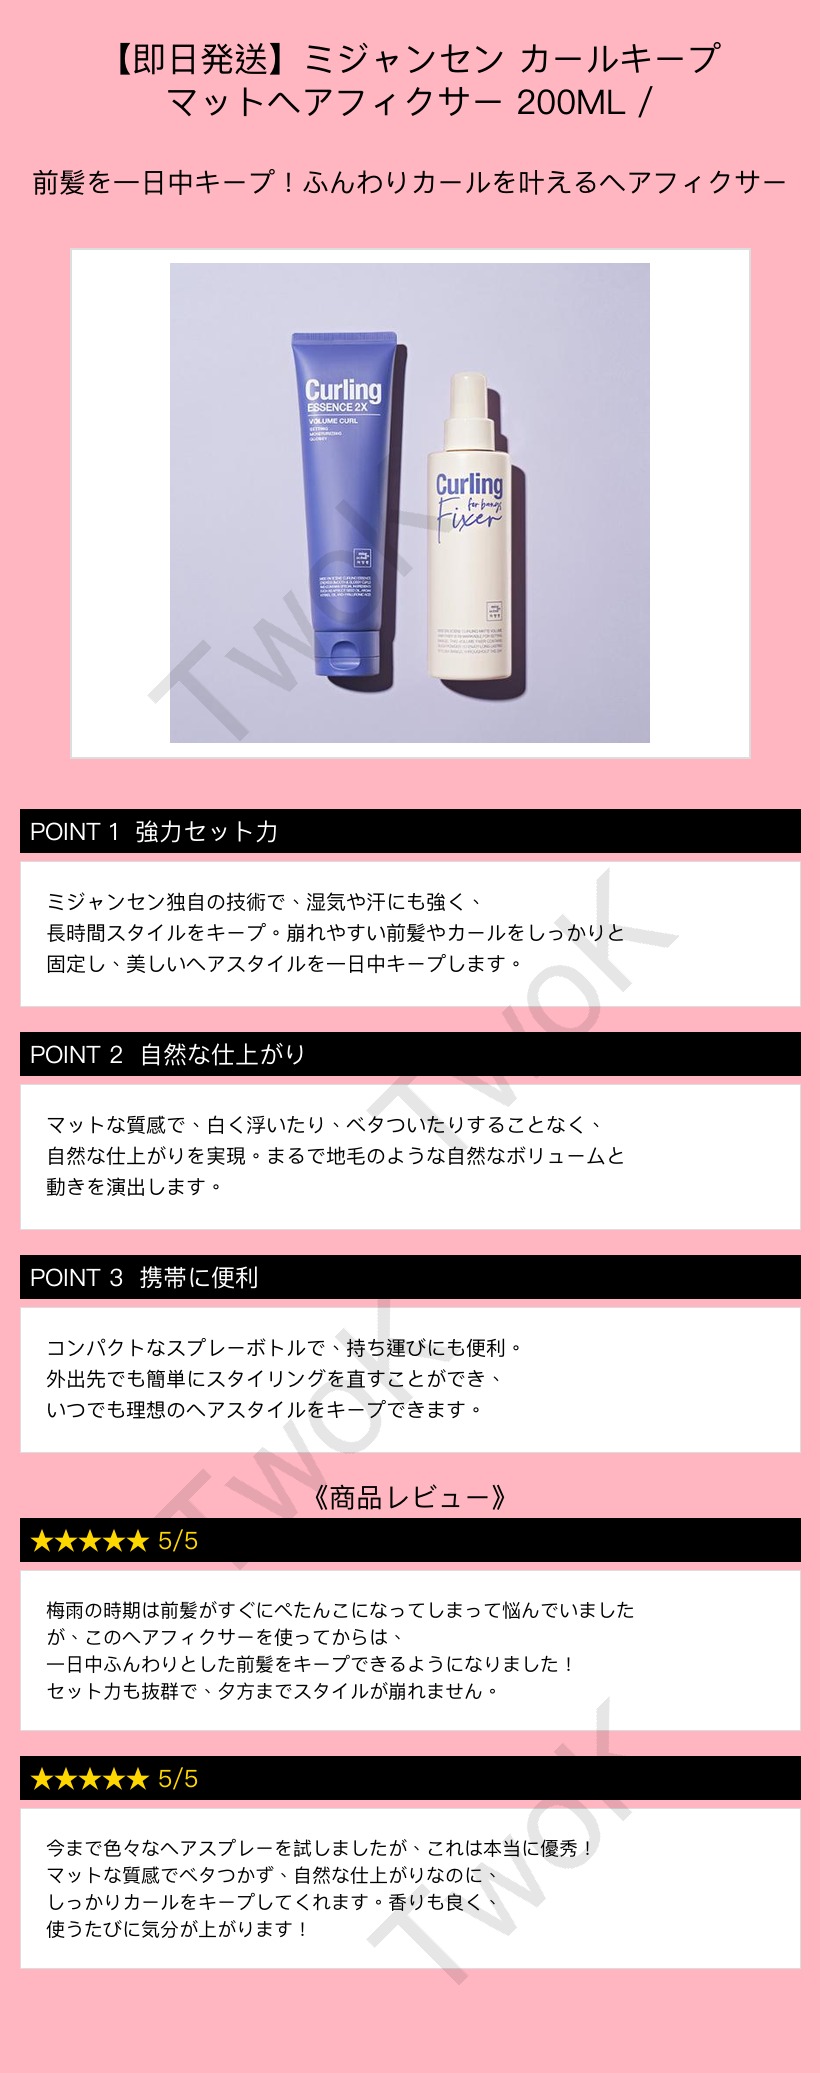 【即日発送】ミジャンセン カールキープ
マットヘアフィクサー 200ML /
前髪を一日中キープ！ふんわりカールを叶えるヘアフィクサー
Curling
ESSENCE 2X
VOLUME CURL
SETTING
MOISTURIZING
GLOSSY
Curling
for bangs
Fixer
TwoK
POINT 1 強力セット力
ミジャンセン独自の技術で、湿気や汗にも強く、
長時間スタイルをキープ。崩れやすい前髪やカールをしっかりと
固定し、美しいヘアスタイルを一日中キープします。
TwoK
POINT 2 自然な仕上がり
マットな質感で、白く浮いたり、ベタついたりすることなく、
自然な仕上がりを実現。まるで地毛のような自然なボリュームと
動きを演出します。
POINT 3 携帯に便利
コンパクトなスプレーボトルで、持ち運びにも便利。
外出先でも簡単にスタイリングを直すことができ、
いつでも理想のヘアスタイルをキープできます。
TwoK
《商品レビュー》
★★★★★ 5/5
梅雨の時期は前髪がすぐにぺたんこになってしまって悩んでいました
が、このヘアフィクサーを使ってからは、
一日中ふんわりとした前髪をキープできるようになりました！
セット力も抜群で、夕方までスタイルが崩れません。
★★★★★ 5/5
今まで色々なヘアスプレーを試しましたが、これは本当に優秀！
マットな質感でベタつかず、自然な仕上がりなのに、
しっかりカールをキープしてくれます。香りも良く、
使うたびに気分が上がります！
TwoK